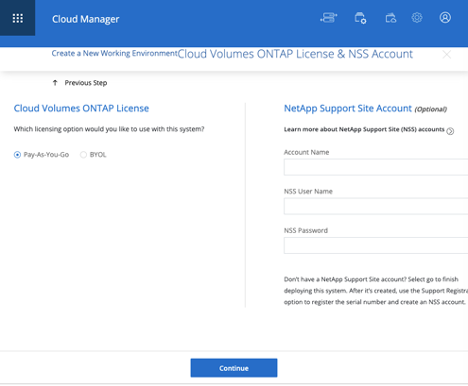 Cloud Manager
Create a New Working Environment
Cloud Volumes ONTAP License & NSS Account
Previous Step
Cloud Volumes ONTAP License
Which licensing option would you like to use with this system?
Pay-As-You-Go
BYOL
NetApp Support Site Account (Optional)
Learn more about NetApp Support Site (NSS) accounts
Account Name
NSS User Name
NSS Password
Don't have a NetApp Support Site account? Select go to finish
deploying this system. After it's created, use the Support Registra
option to register the serial number and create an NSS account.
Continue